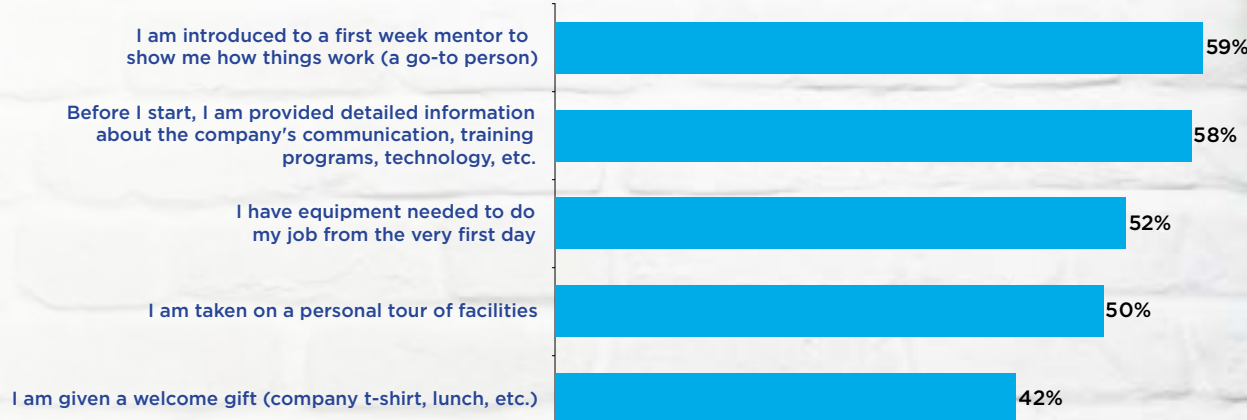 I am introduced to a first week mentor to
show me how things work (a go-to person)
59%
Before I start, I am provided detailed information
about the company's communication, training
programs, technology, etc.
58%
I have equipment needed to do
my job from the very first day
52%
I am taken on a personal tour of facilities
50%
I am given a welcome gift (company t-shirt, lunch, etc.)
42%